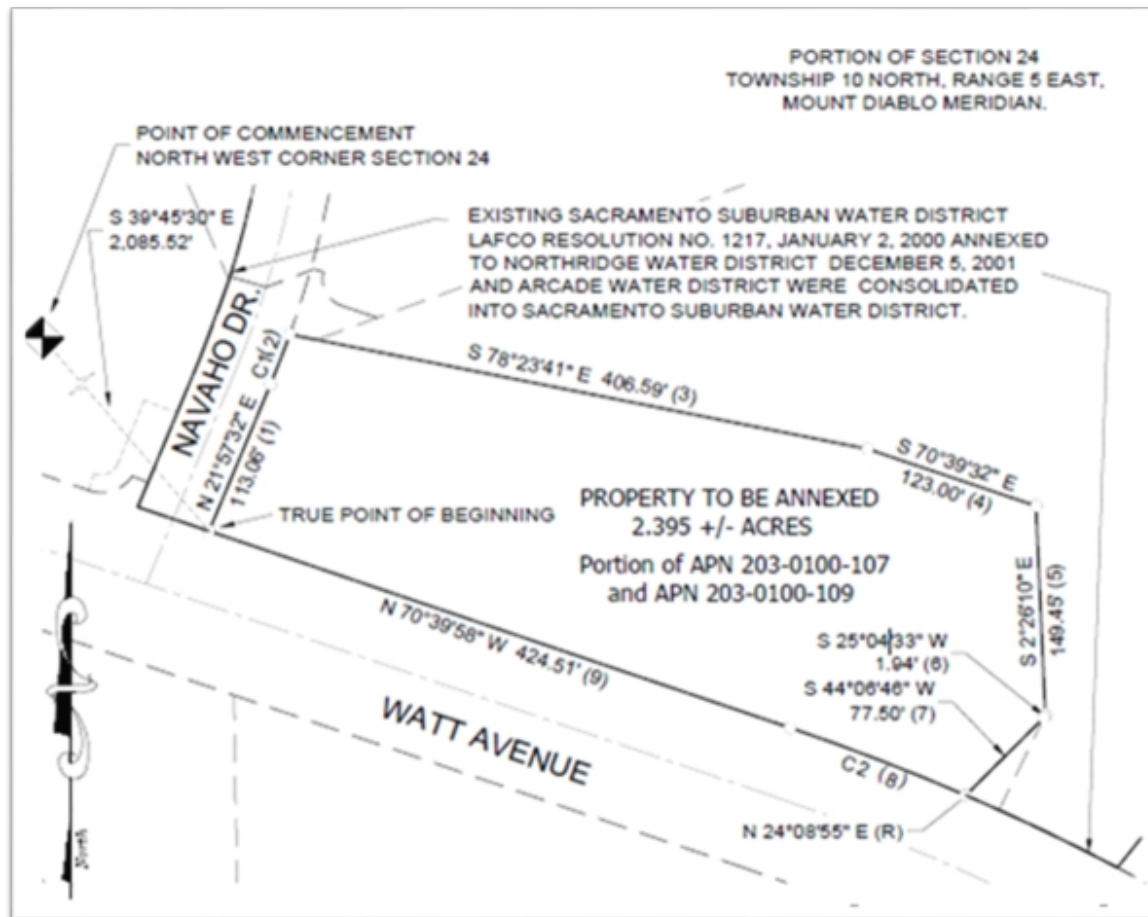 PORTION OF SECTION 24
TOWNSHIP 10 NORTH, RANGE 5 EAST,
MOUNT DIABLO MERIDIAN.
POINT OF COMMENCEMENT
NORTH WEST CORNER SECTION 24
S 39°45'30" E
2,085.52'
EXISTING SACRAMENTO SUBURBAN WATER DISTRICT
LAFCO RESOLUTION NO. 1217, JANUARY 2, 2000 ANNEXED
TO NORTHRIDGE WATER DISTRICT DECEMBER 5, 2001
AND ARCADE WATER DISTRICT WERE CONSOLIDATED
INTO SACRAMENTO SUBURBAN WATER DISTRICT.
NAVAHO DR.
C1(2)
N 21°57'32" E
113.06' (1)
S 78°23'41" E 406.59' (3)
S 70°39'32" E
123.00' (4)
TRUE POINT OF BEGINNING
PROPERTY TO BE ANNEXED
2.395 +/- ACRES
Portion of APN 203-0100-107
and APN 203-0100-109
S 2°26'10" E
149.45' (5)
S 25°04'33" W
1.94' (6)
S 44°06'46" W
77.50' (7)
N 70°39'58" W 424.51' (9)
WATT AVENUE
C2 (8)
N 24°08'55" E (R)
North